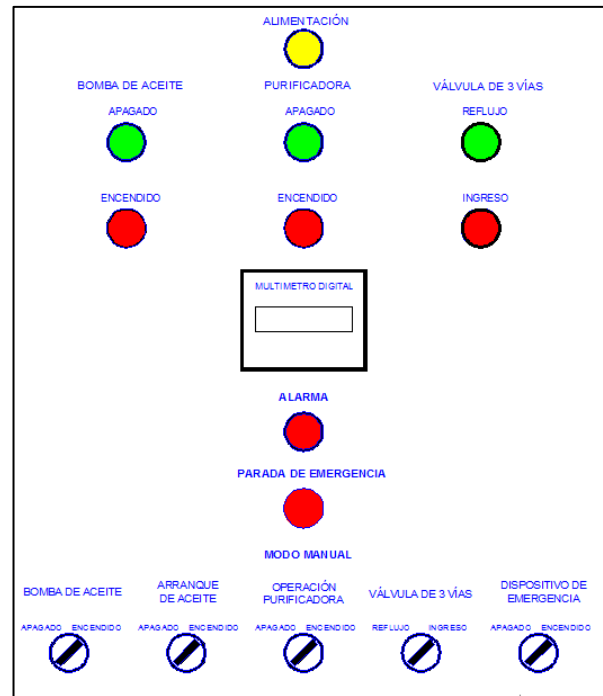 ALIMENTACIÓN
BOMBA DE ACEITE PURIFICADORA VÁLVULA DE 3 VÍAS
APAGADO APAGADO REFLUJO
ENCENDIDO ENCENDIDO INGRESO
MULTIMETRO DIGITAL
ALARMA
PARADA DE EMERGENCIA
MODO MANUAL
BOMBA DE ACEITE
ARRANQUE
DE ACEITE
OPERACIÓN
PURIFICADORA
VÁLVULA DE 3 VÍAS
DISPOSITIVO DE
EMERGENCIA
APAGADO ENCENDIDO APAGADO ENCENDIDO APAGADO ENCENDIDO REFLUJO INGRESO APAGADO ENCENDIDO